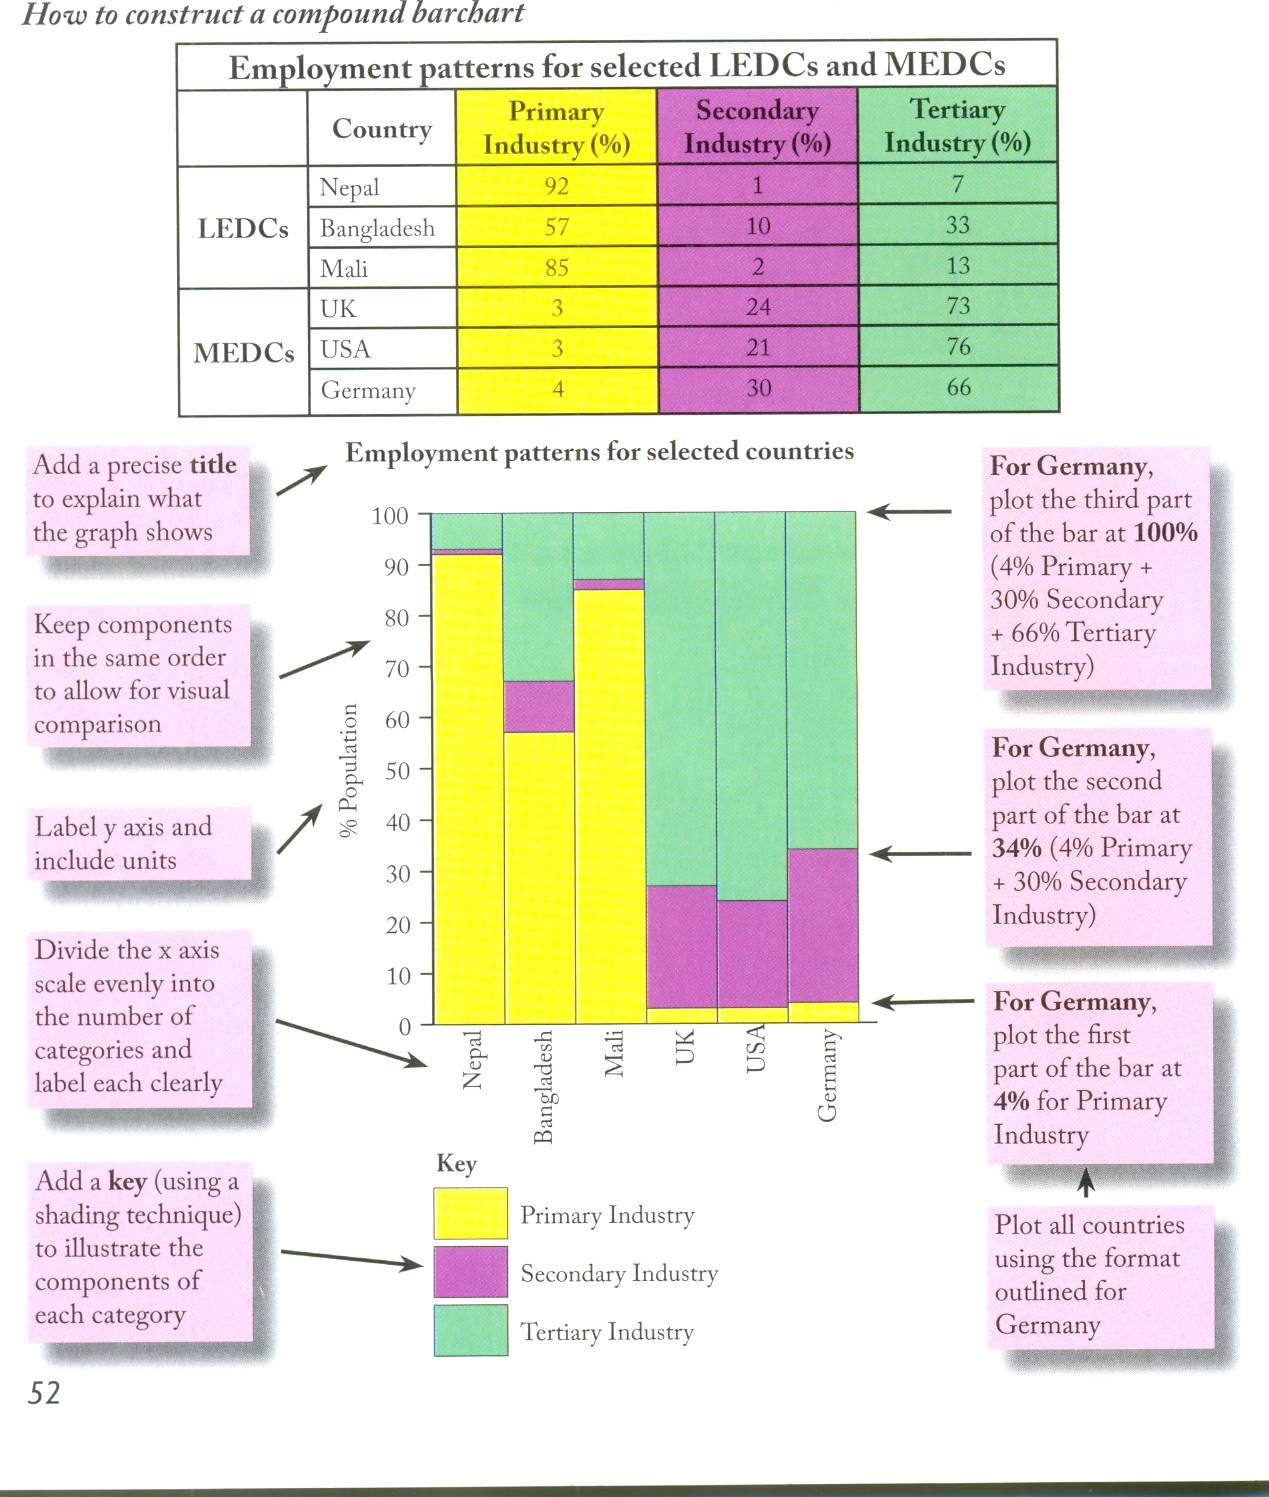 How to construct a compound barchart
Employment patterns for selected LEDCs and MEDCs
Country
Primary
Industry (%)
Secondary
Industry (%)
Tertiary
Industry (%)
LEDCs
Nepal 92 1 7
Bangladesh 57 10 33
Mali 85 2 13
MEDCs
UK 3 24 73
USA 3 21 76
Germany 4 30 66
Employment patterns for selected countries
Add a precise title
to explain what
the graph shows
Keep components
in the same order
to allow for visual
comparison
Label y axis and
include units
Divide the x axis
scale evenly into
the number of
categories and
label each clearly
Add a key (using a
shading technique)
to illustrate the
components of
each category
% Population
100
90
80
70
60
50
40
30
20
10
0
Nepal
Bangladesh
Mali
UK
USA
Germany
Key
Primary Industry
Secondary Industry
Tertiary Industry
For Germany,
plot the third part
of the bar at 100%
(4% Primary +
30% Secondary
+ 66% Tertiary
Industry)
For Germany,
plot the second
part of the bar at
34% (4% Primary
+ 30% Secondary
Industry)
For Germany,
plot the first
part of the bar at
4% for Primary
Industry
Plot all countries
using the format
outlined for
Germany
52